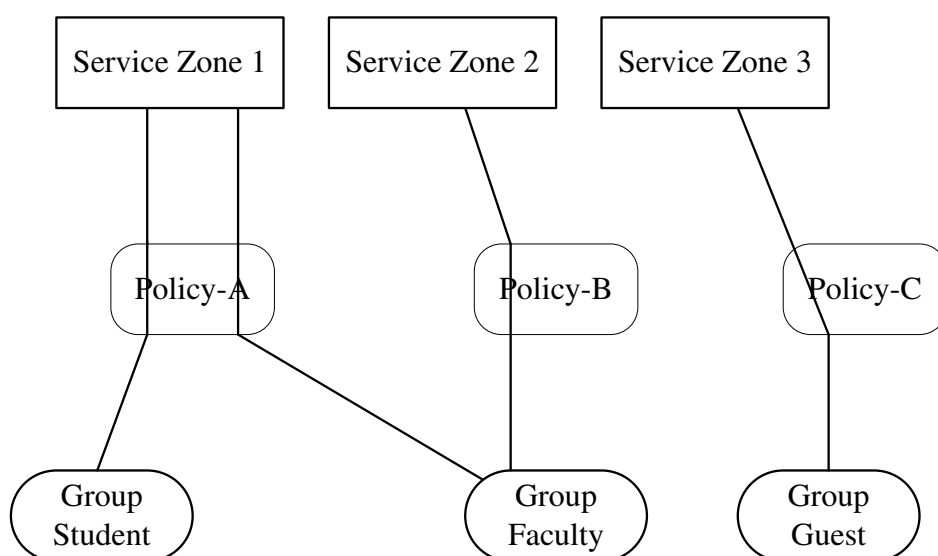 Service Zone 1
Service Zone 2
Service Zone 3
Policy-A
Policy-B
Policy-C
Group
Student
Group
Faculty
Group
Guest